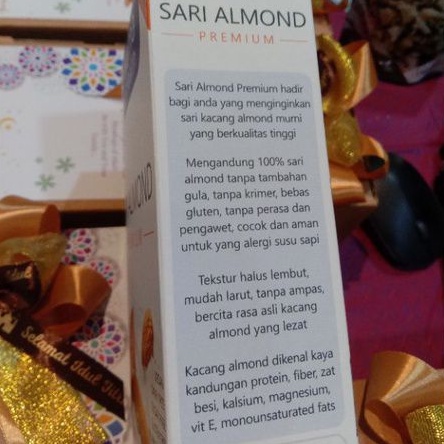 SARI ALMOND
PREMIUM
Sari Almond Premium hadir
bagi anda yang menginginkan
sari kacang almond murni
yang berkualitas tinggi
Mengandung 100% sari
almond tanpa tambahan
gula, tanpa krimer, bebas
gluten, tanpa perasa dan
pengawet, cocok dan aman
untuk yang alergi susu sapi
Tekstur halus lembut,
mudah larut, tanpa ampas,
bercita rasa asli kacang
almond yang lezat
Kacang almond dikenal kaya
kandungan protein, fiber, zat
besi, kalsium, magnesium,
vit E, monounsaturated fats
ALMOND
Selamat Idul Fitri